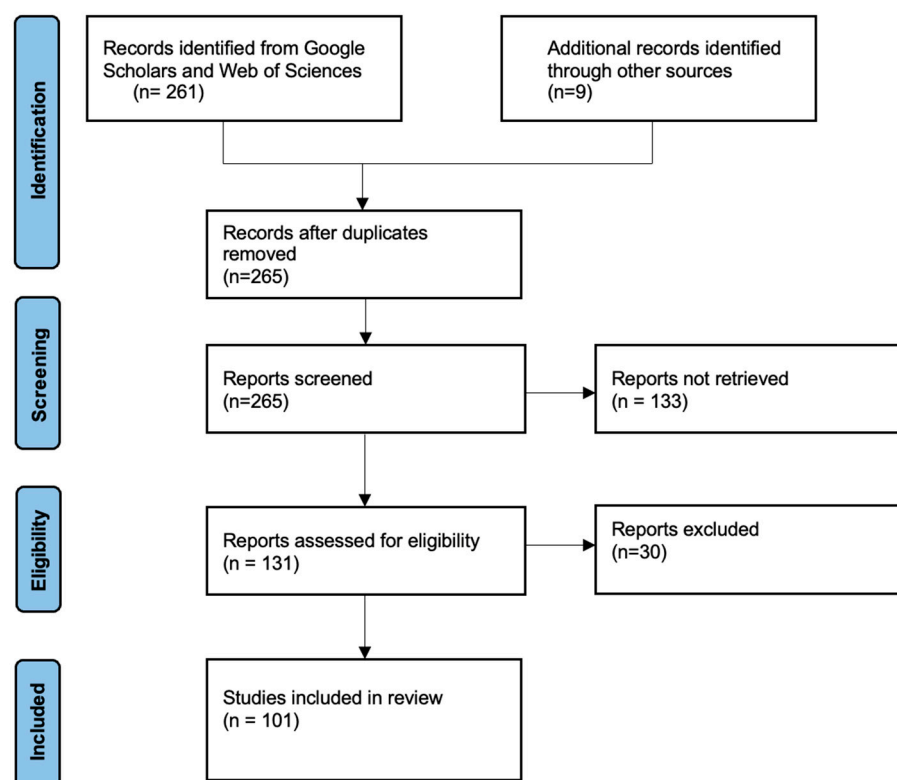 Identification
Records identified from Google
Scholars and Web of Sciences
(n= 261)
Additional records identified
through other sources
(n=9)
Records after duplicates
removed
(n=265)
Screening
Reports screened
(n=265)
Reports not retrieved
(n = 133)
Eligibility
Reports assessed for eligibility
(n = 131)
Reports excluded
(n=30)
Included
Studies included in review
(n = 101)